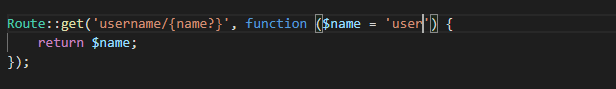 Route::get('username/{name?}', function ($name = 'user') {
    return $name;
});